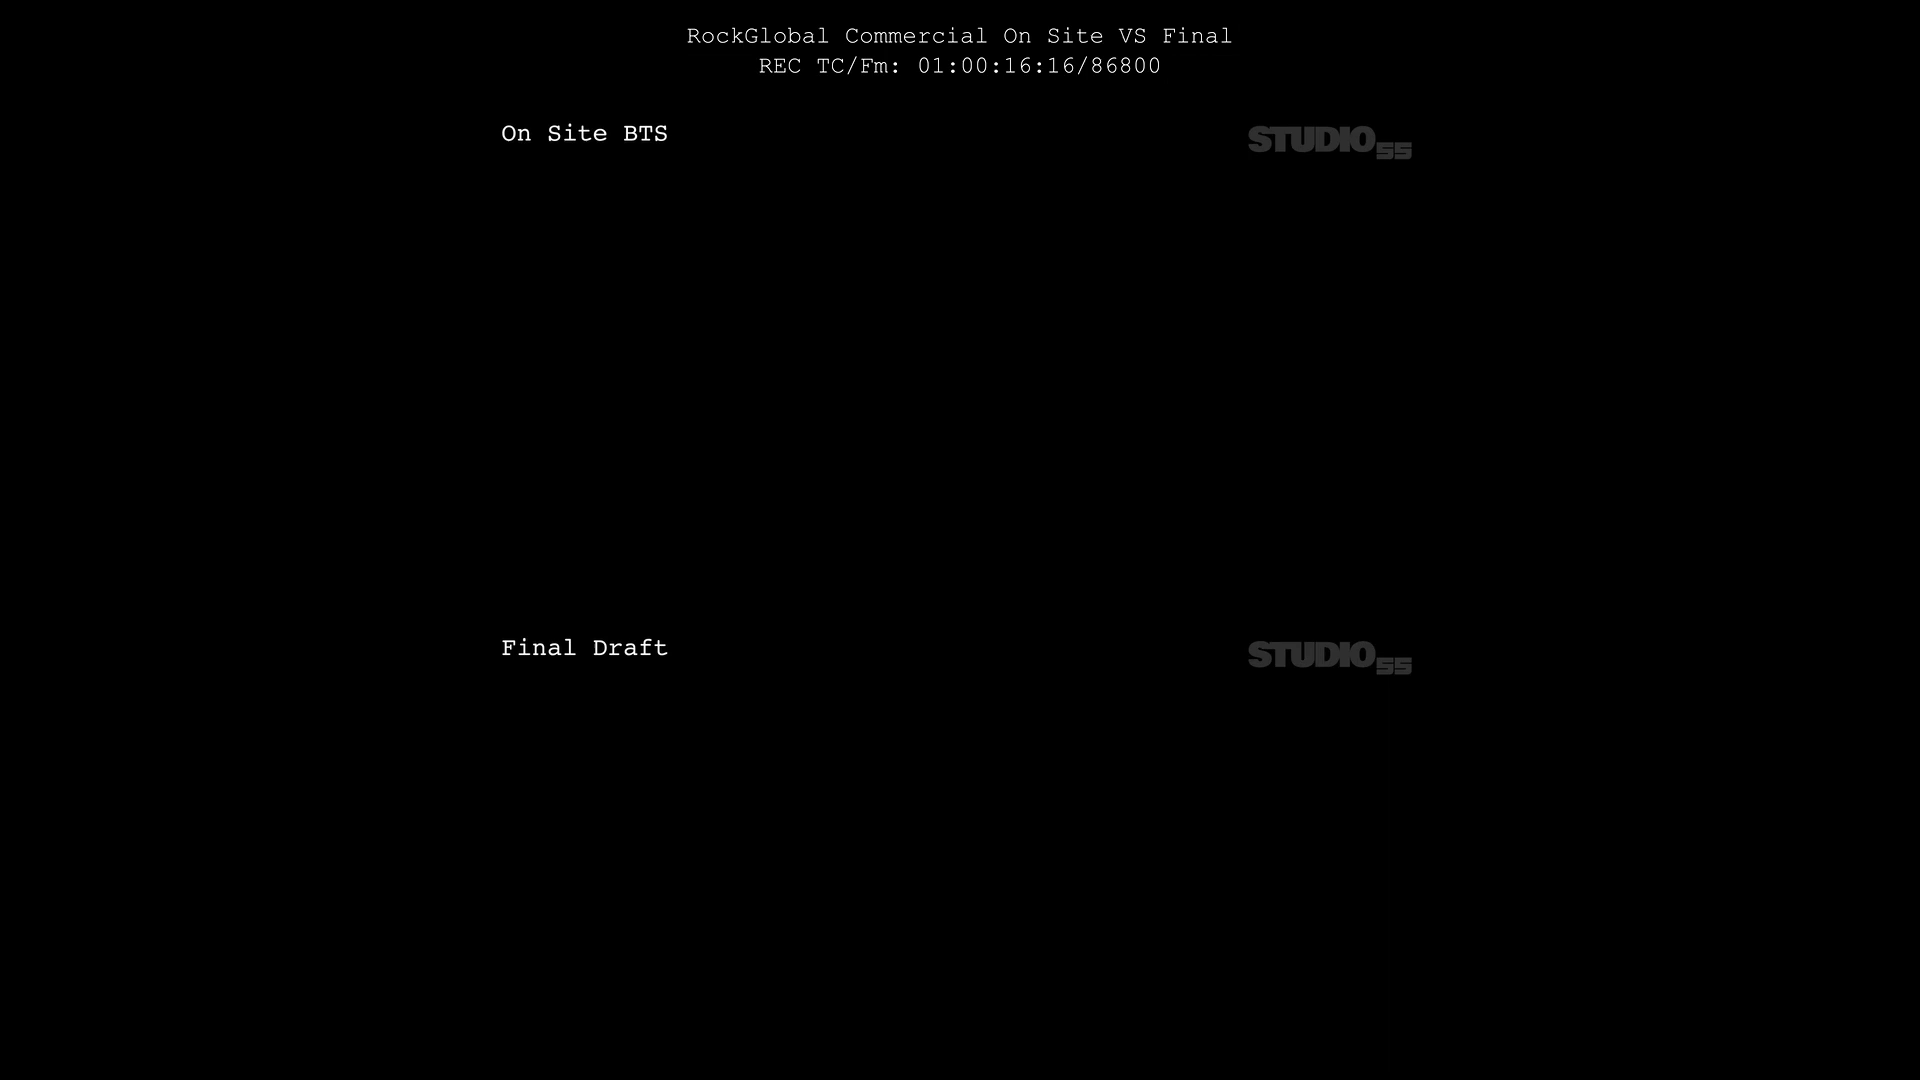 RockGlobal Commercial On Site VS Final
REC TC/Fm: 01:00:16:16/86800
On Site BTS
STUDIO55
Final Draft
STUDIO55